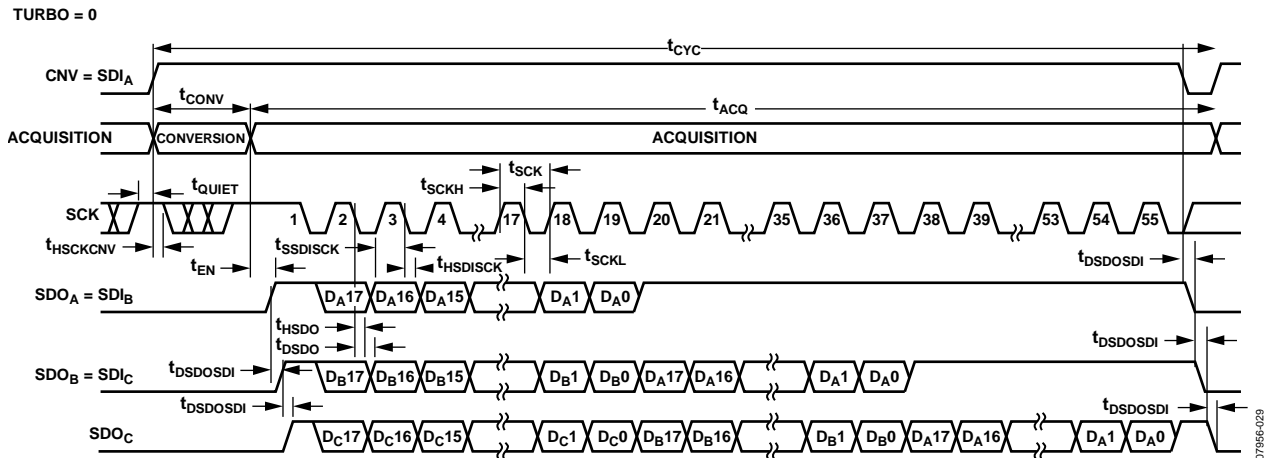 TURBO = 0
tCYC
CNV = SDIA
tCONV
tACQ
ACQUISITION
CONVERSION
ACQUISITION
tSCK
tQUIET
tSCKH
SCK
1 2 3 4 17 18 19 20 21 35 36 37 38 39 53 54 55
tHSCKCNV
tSSDISCK
tHSDISCK
tSCKL
tEN
tDSDOSDI
SDOA = SDIB
DA17 DA16 DA15 DA1 DA0
tHSDO
tDSDO
tDSDOSDI
tDSDOSDI
SDOB = SDIC
DB17 DB16 DB15 DB1 DB0 DA17 DA16 DA1 DA0
tDSDOSDI
tDSDOSDI
SDOC
DC17 DC16 DC15 DC1 DC0 DB17 DB16 DB1 DB0 DA17 DA16 DA1 DA0
07956-029